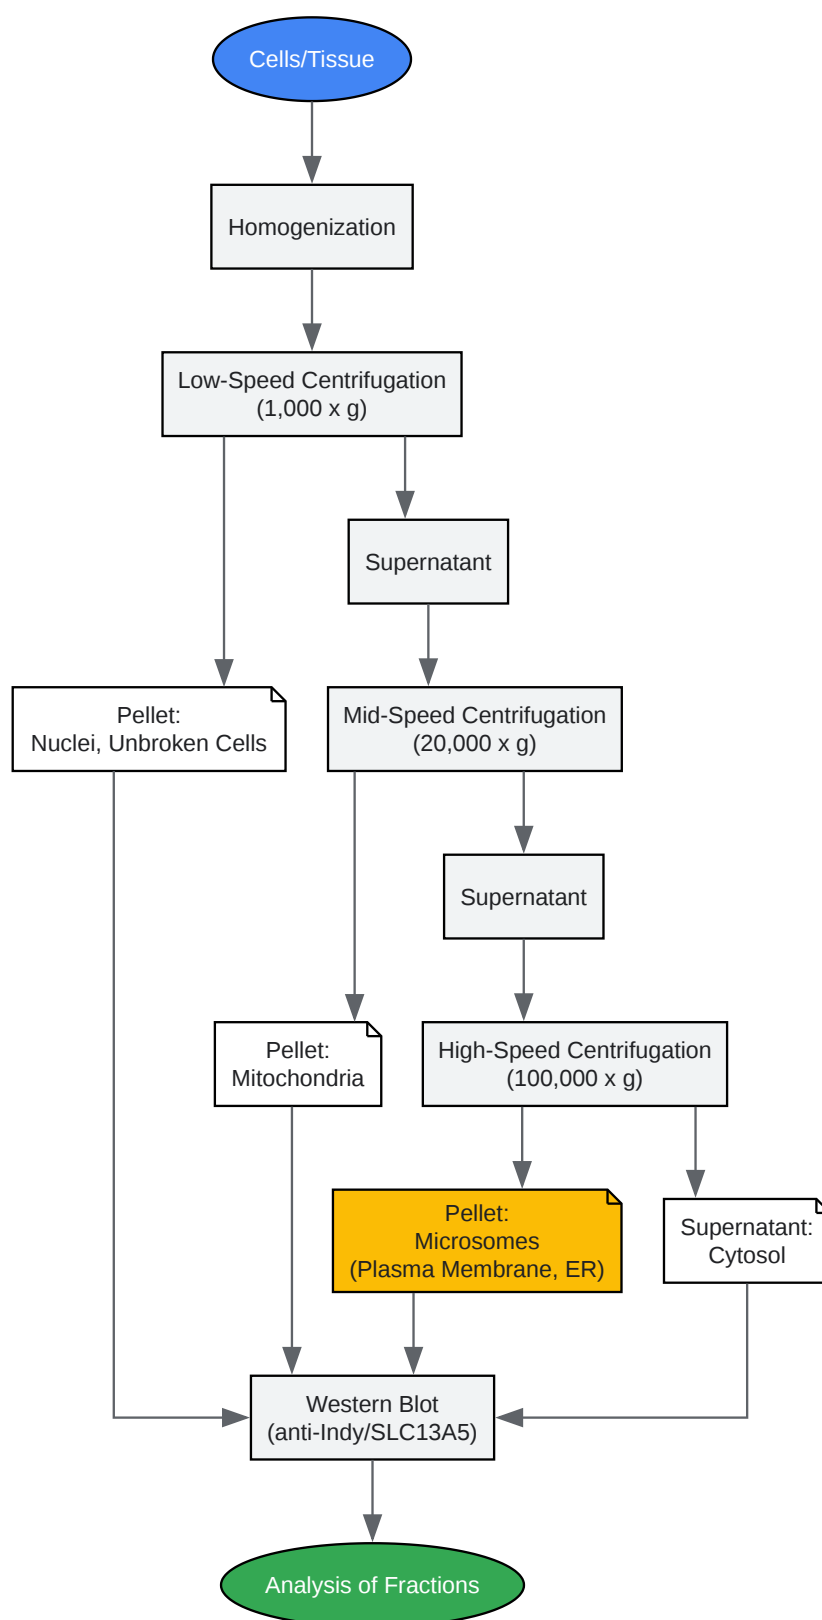 Cells/Tissue
Homogenization
Low-Speed Centrifugation
(1,000 x g)
Supernatant
Pellet:
Nuclei, Unbroken Cells
Mid-Speed Centrifugation
(20,000 x g)
Supernatant
Pellet:
Mitochondria
High-Speed Centrifugation
(100,000 x g)
Pellet:
Microsomes
(Plasma Membrane, ER)
Supernatant:
Cytosol
Western Blot
(anti-Indy/SLC13A5)
Analysis of Fractions